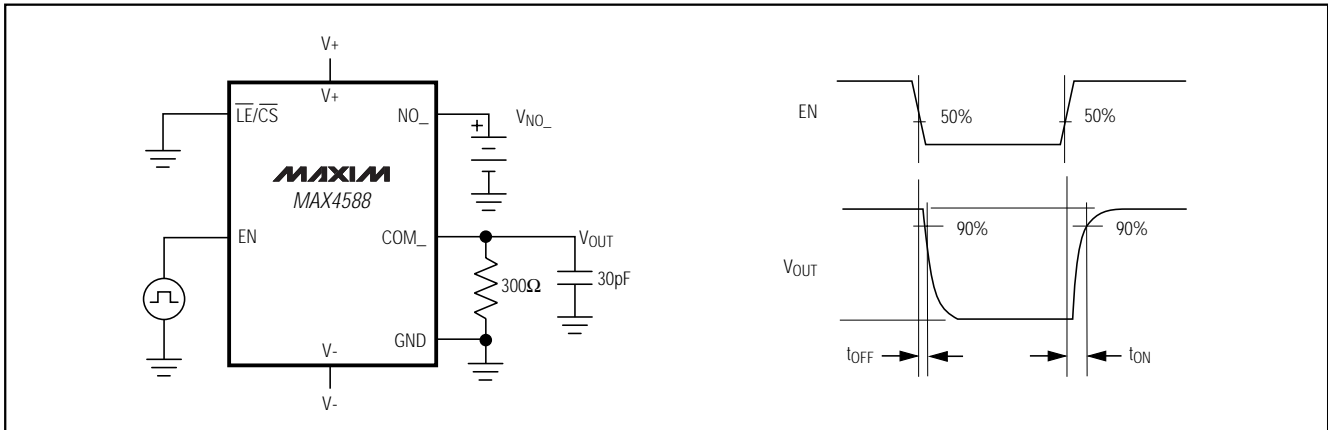 V+
V+
LE/CS
NO_
+
V_NO_
MAXIM
MAX4588
EN
COM_
V_OUT
300Ω
30pF
GND
V-
V-
EN
50%
50%
V_OUT
90%
90%
t_OFF
t_ON